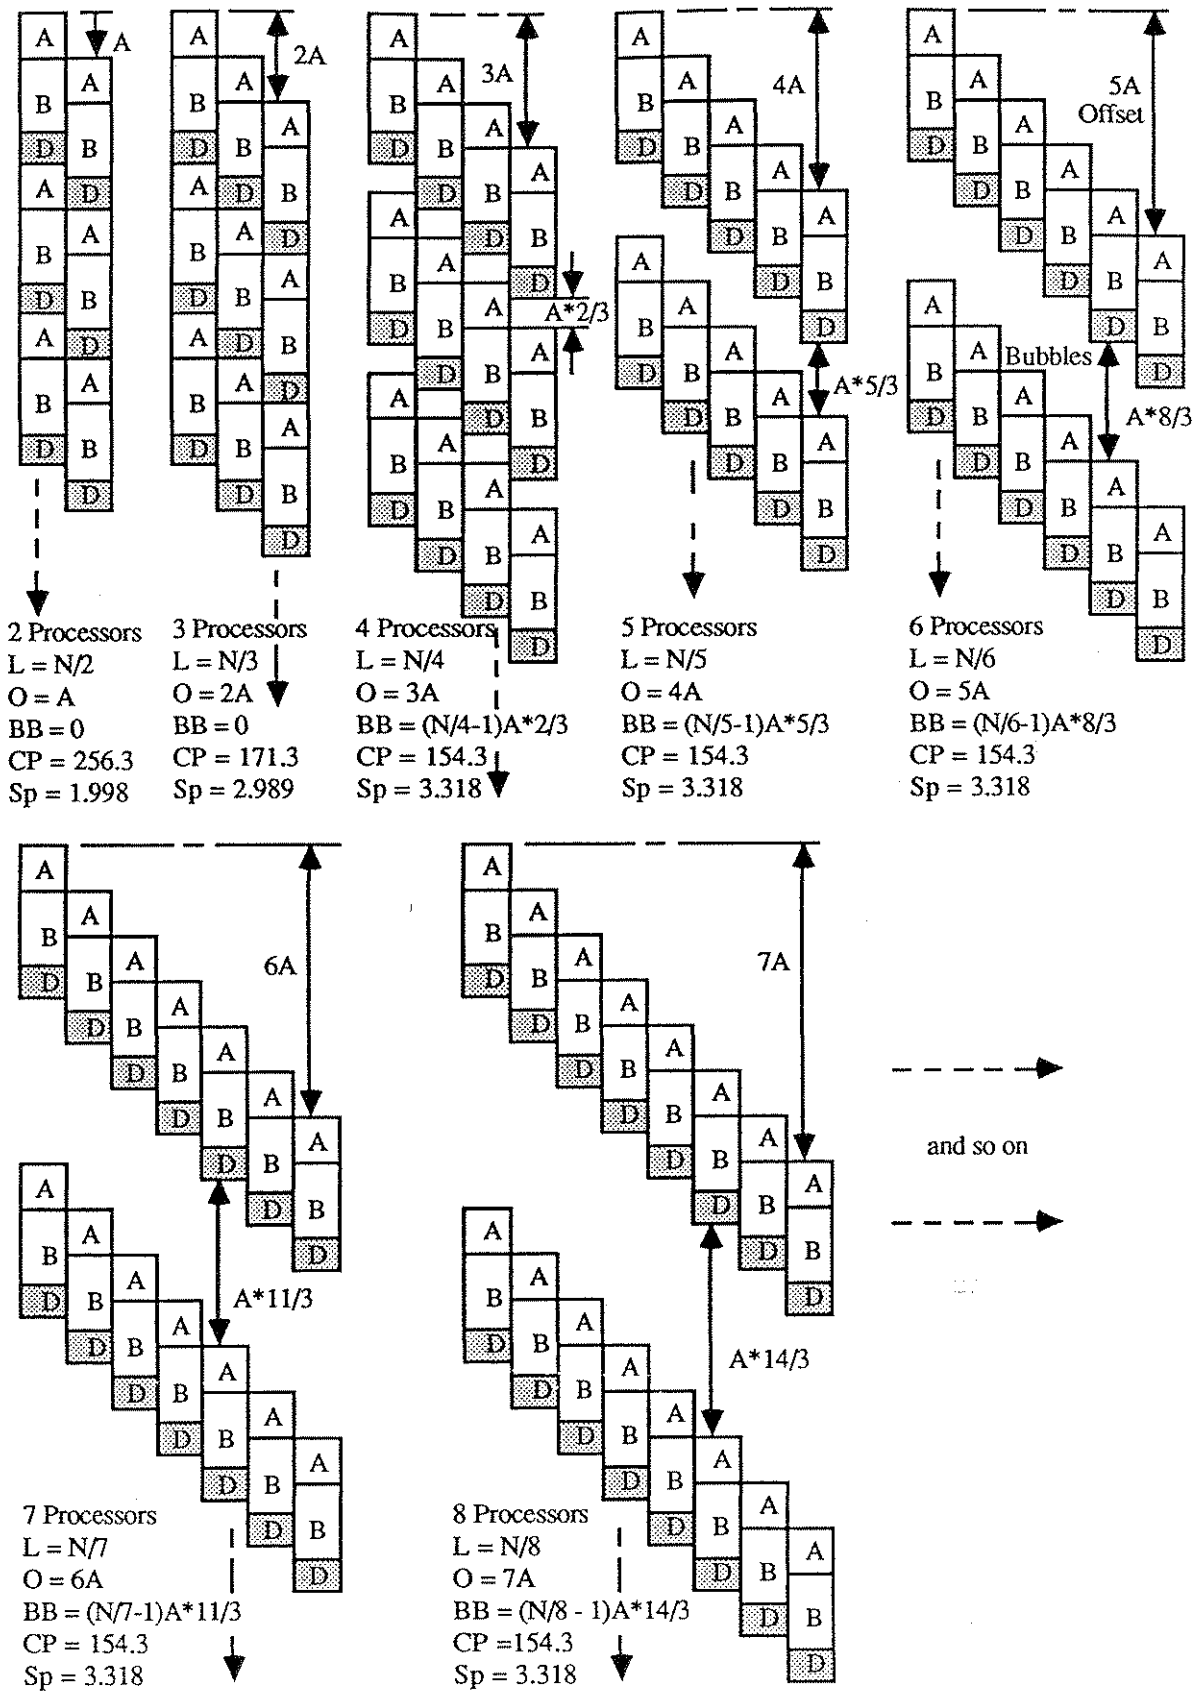 A B D A B D A B D
A B D A B D A B D
A
2 Processors
L = N/2
O = A
BB = 0
CP = 256.3
Sp = 1.998
A B D A B D A B D
A B D A B D A B D
A B D A B D A B D
2A
3 Processors
L = N/3
O = 2A
BB = 0
CP = 171.3
Sp = 2.989
A B D A B D A B D
A B D A B D A B D
A B D A B D A B D
A B D A B D A B D
3A
A*2/3
4 Processors
L = N/4
O = 3A
BB = (N/4-1)A*2/3
CP = 154.3
Sp = 3.318
A B D A B D
A B D A B D
A B D A B D
A B D A B D
A B D A B D
4A
A*5/3
5 Processors
L = N/5
O = 4A
BB = (N/5-1)A*5/3
CP = 154.3
Sp = 3.318
A B D A B D
A B D A B D
A B D A B D
A B D A B D
A B D A B D
A B D A B D
5A
Offset
Bubbles
A*8/3
6 Processors
L = N/6
O = 5A
BB = (N/6-1)A*8/3
CP = 154.3
Sp = 3.318
A B D A B D
A B D A B D
A B D A B D
A B D A B D
A B D A B D
A B D A B D
A B D A B D
6A
A*11/3
7 Processors
L = N/7
O = 6A
BB = (N/7-1)A*11/3
CP = 154.3
Sp = 3.318
A B D A B D
A B D A B D
A B D A B D
A B D A B D
A B D A B D
A B D A B D
A B D A B D
A B D A B D
7A
A*14/3
8 Processors
L = N/8
O = 7A
BB = (N/8 - 1)A*14/3
CP =154.3
Sp = 3.318
and so on